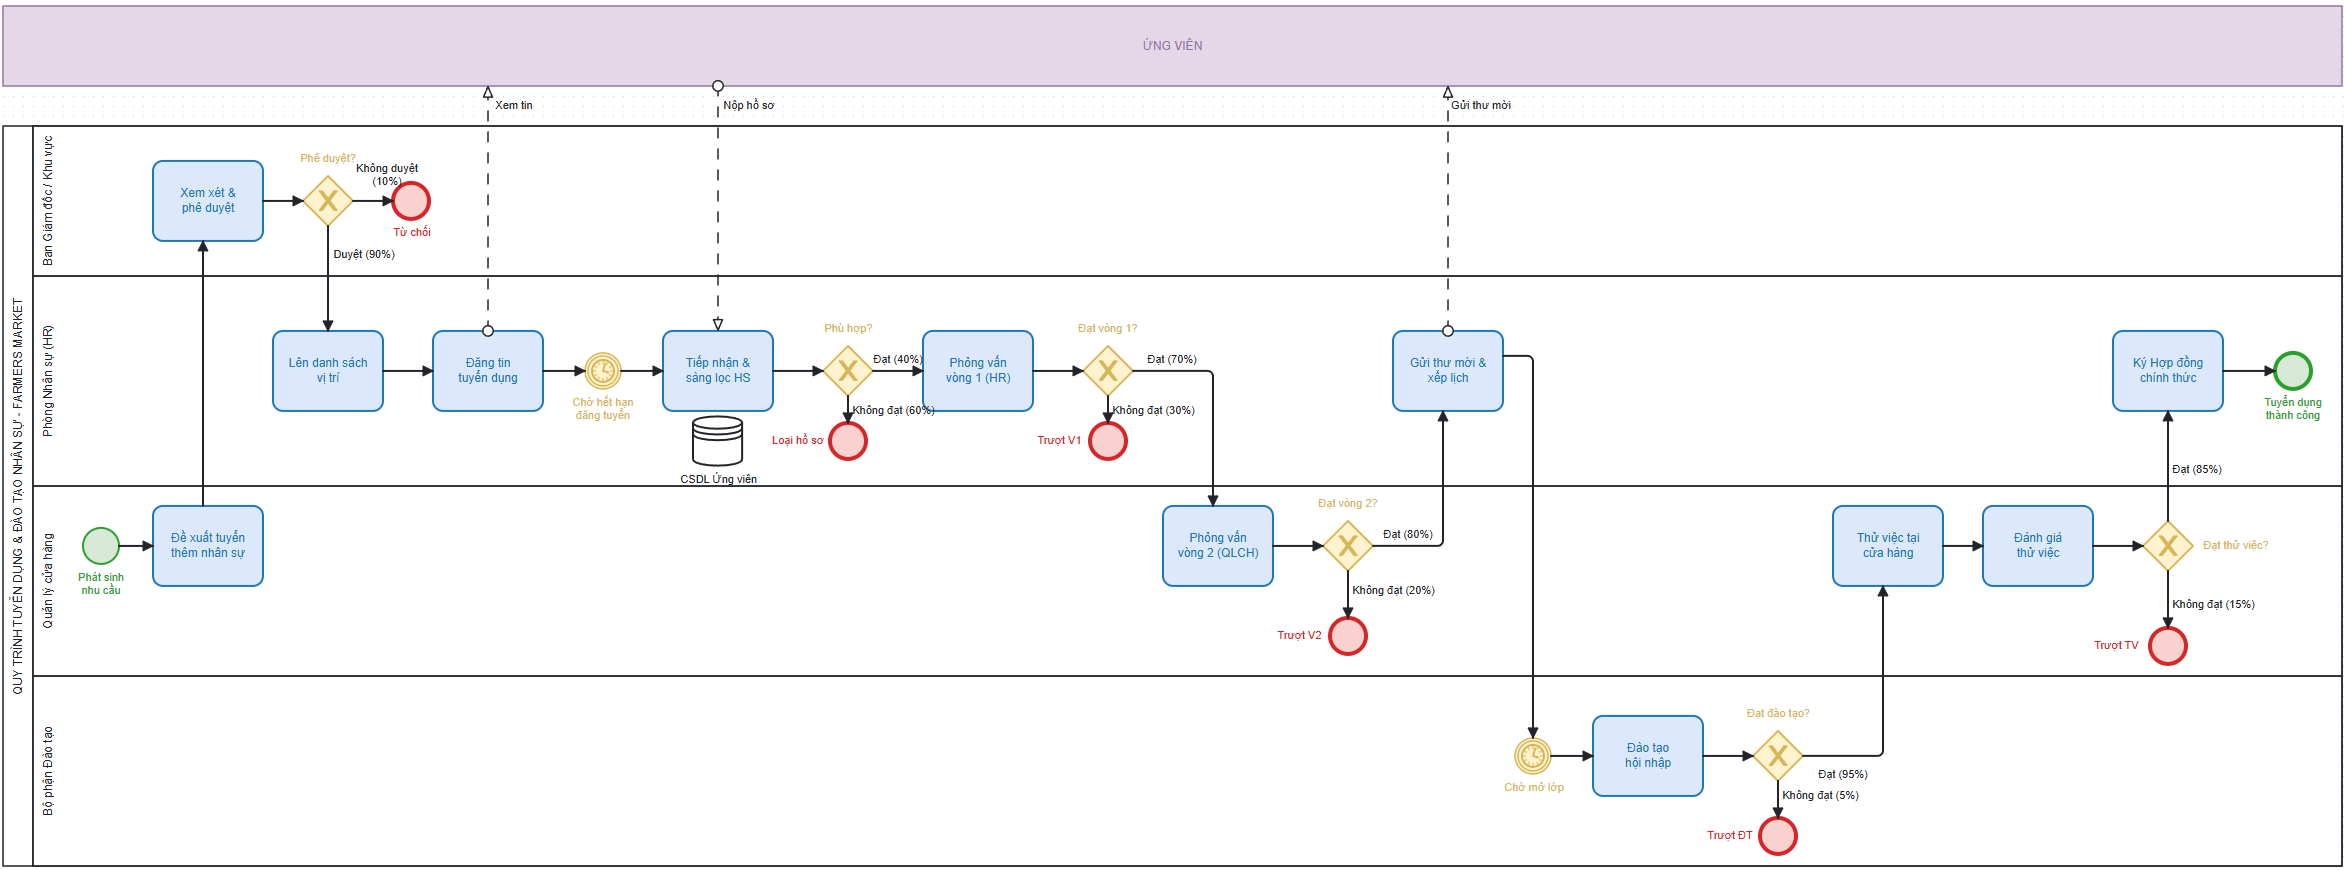 ỨNG VIÊN
Xem tin
Nộp hồ sơ
Gửi thư mời
QUY TRÌNH TUYỂN DỤNG & ĐÀO TẠO NHÂN SỰ - FARMERS MARKET
Ban Giám đốc / Khu vực
Xem xét &
phê duyệt
Phê duyệt?
Không duyệt
(10%)
Từ chối
Duyệt (90%)
Phòng Nhân sự (HR)
Lên danh sách
vị trí
Đăng tin
tuyển dụng
Chờ hết hạn
đăng tuyển
Tiếp nhận &
sàng lọc HS
CSDL Ứng viên
Phù hợp?
Đạt (40%)
Không đạt (60%)
Loại hồ sơ
Phỏng vấn
vòng 1 (HR)
Đạt vòng 1?
Đạt (70%)
Không đạt (30%)
Trượt V1
Gửi thư mời &
xếp lịch
Ký Hợp đồng
chính thức
Tuyển dụng
thành công
Đạt (85%)
Quản lý cửa hàng
Phát sinh
nhu cầu
Đề xuất tuyển
thêm nhân sự
Phỏng vấn
vòng 2 (QLCH)
Đạt vòng 2?
Đạt (80%)
Không đạt (20%)
Trượt V2
Thử việc tại
cửa hàng
Đánh giá
thử việc
Đạt thử việc?
Không đạt (15%)
Trượt TV
Bộ phận Đào tạo
Chờ mở lớp
Đào tạo
hội nhập
Đạt đào tạo?
Đạt (95%)
Không đạt (5%)
Trượt ĐT